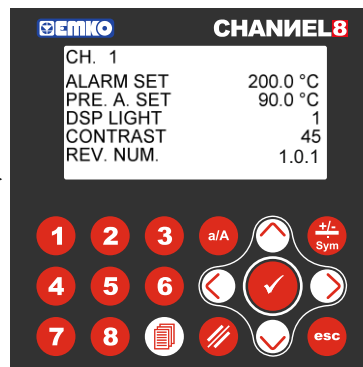 EMKO CHANNEL8
CH. 1
ALARM SET 200.0 °C
PRE. A. SET 90.0 °C
DSP LIGHT 1
CONTRAST 45
REV. NUM. 1.0.1
1 2 3 a/A +/- Sym
4 5 6
7 8 esc